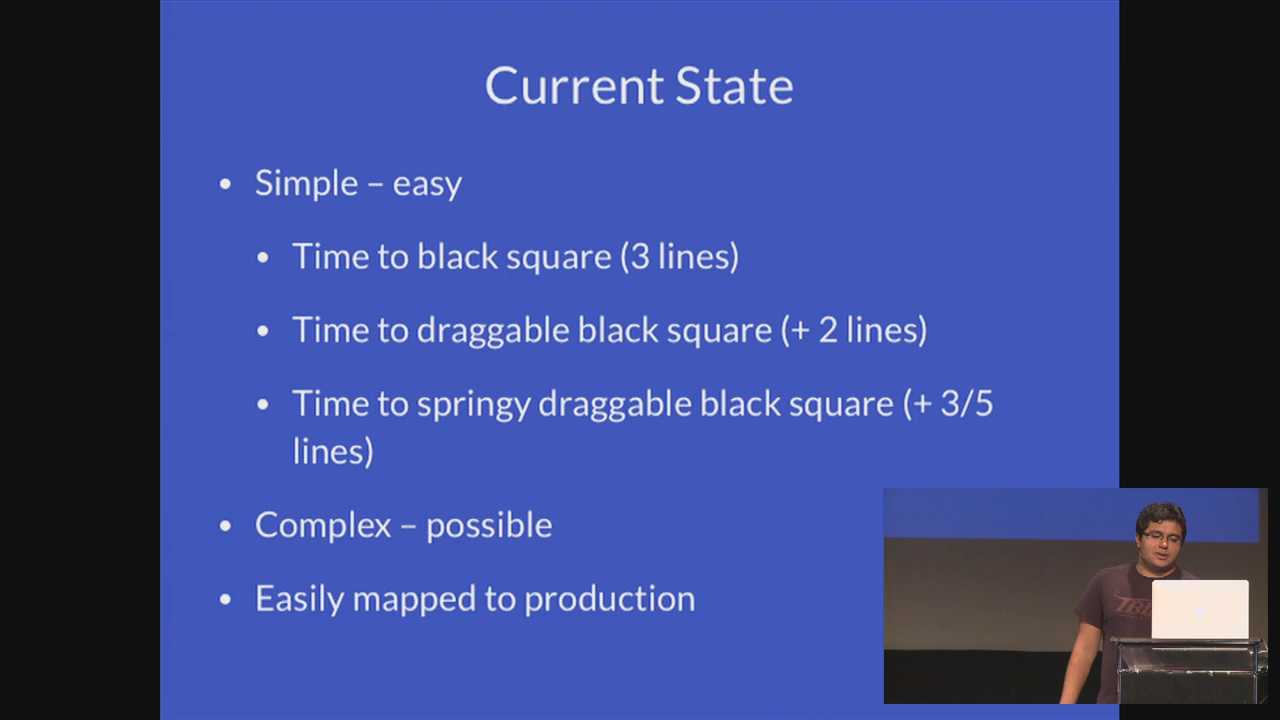 Current State
• Simple – easy
• Time to black square (3 lines)
• Time to draggable black square (+ 2 lines)
• Time to springy draggable black square (+ 3/5
lines)
• Complex – possible
• Easily mapped to production